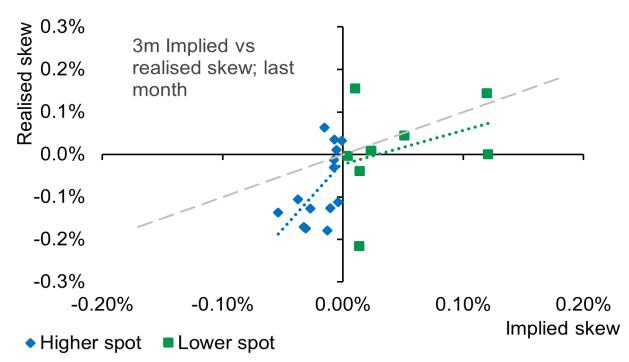 0.3%
0.2%
0.1%
0.0%
-0.1%
-0.2%
-0.3%
Realised skew
3m Implied vs
realised skew; last
month
-0.20%
-0.10%
0.00%
0.10%
0.20%
Implied skew
Higher spot
Lower spot